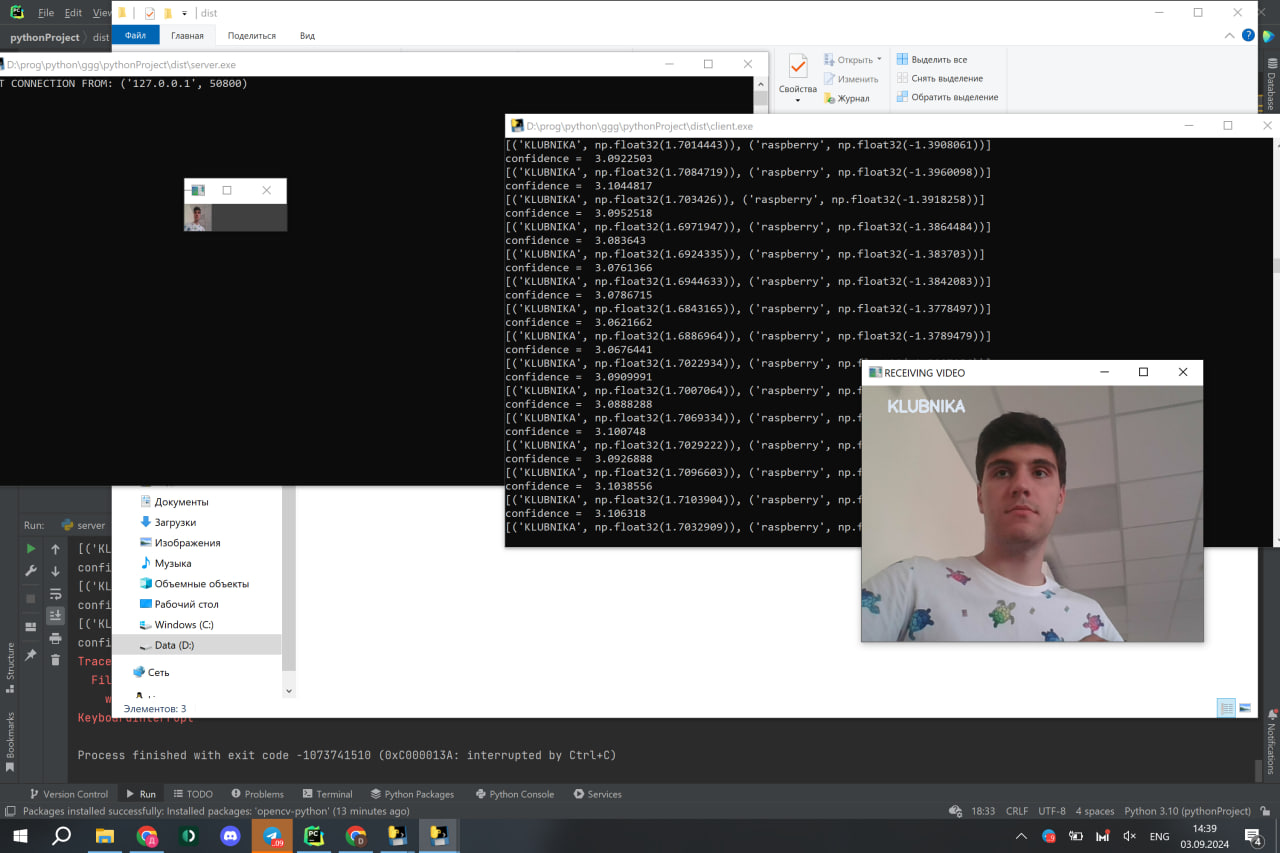 File Edit View
dist
pythonProject dist
Файл Главная Поделиться Вид
D:\prog\python\ggg\pythonProject\dist\server.exe
T CONNECTION FROM: ('127.0.0.1', 50800)
Свойства
Открыть
Изменить
Журнал
Выделить все
Снять выделение
Обратить выделение
Database
D:\prog\python\ggg\pythonProject\dist\client.exe
[('KLUBNIKA', np.float32(1.7014443)), ('raspberry', np.float32(-1.3908061))]
confidence = 3.0922503
[('KLUBNIKA', np.float32(1.7084719)), ('raspberry', np.float32(-1.3960098))]
confidence = 3.1044817
[('KLUBNIKA', np.float32(1.703426)), ('raspberry', np.float32(-1.3918258))]
confidence = 3.0952518
[('KLUBNIKA', np.float32(1.6971947)), ('raspberry', np.float32(-1.3864484))]
confidence = 3.083643
[('KLUBNIKA', np.float32(1.6924335)), ('raspberry', np.float32(-1.383703))]
confidence = 3.0761366
[('KLUBNIKA', np.float32(1.6944633)), ('raspberry', np.float32(-1.3842083))]
confidence = 3.0786715
[('KLUBNIKA', np.float32(1.6843165)), ('raspberry', np.float32(-1.3778497))]
confidence = 3.0621662
[('KLUBNIKA', np.float32(1.6886964)), ('raspberry', np.float32(-1.3789479))]
confidence = 3.0676441
[('KLUBNIKA', np.float32(1.7022934)), ('raspberry', np.f
confidence = 3.0909991
[('KLUBNIKA', np.float32(1.7007064)), ('raspberry', np.f
confidence = 3.0888288
[('KLUBNIKA', np.float32(1.7069334)), ('raspberry', np.f
confidence = 3.100748
[('KLUBNIKA', np.float32(1.7029222)), ('raspberry', np.f
confidence = 3.0926888
[('KLUBNIKA', np.float32(1.7096603)), ('raspberry', np.f
confidence = 3.1038556
[('KLUBNIKA', np.float32(1.7103904)), ('raspberry', np.f
confidence = 3.106318
[('KLUBNIKA', np.float32(1.7032909)), ('raspberry', np.f
RECEIVING VIDEO
KLUBNIKA
Документы
Загрузки
Изображения
Музыка
Объемные объекты
Рабочий стол
Windows (C:)
Data (D:)
Сеть
Элементов: 3
Run: server
[('KL
confi
[('KL
confi
[('KL
confi
Trace
Fil
w
KeyboardInterrupt
Process finished with exit code -1073741510 (0xC000013A: interrupted by Ctrl+C)
Structure
Bookmarks
Notifications
Version Control Run TODO Problems Terminal Python Packages Python Console Services
Packages installed successfully: Installed packages: 'opencv-python' (13 minutes ago)
18:33 CRLF UTF-8 4 spaces Python 3.10 (pythonProject)
ENG
14:39
03.09.2024
4